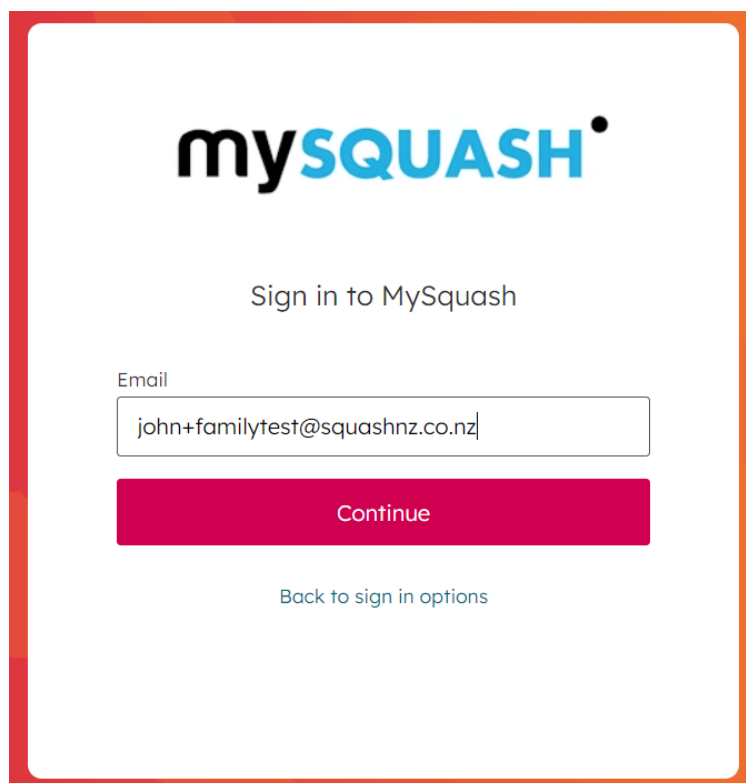 mySQUASH
Sign in to MySquash
Email
john+familytest@squashnz.co.nz
Continue
Back to sign in options